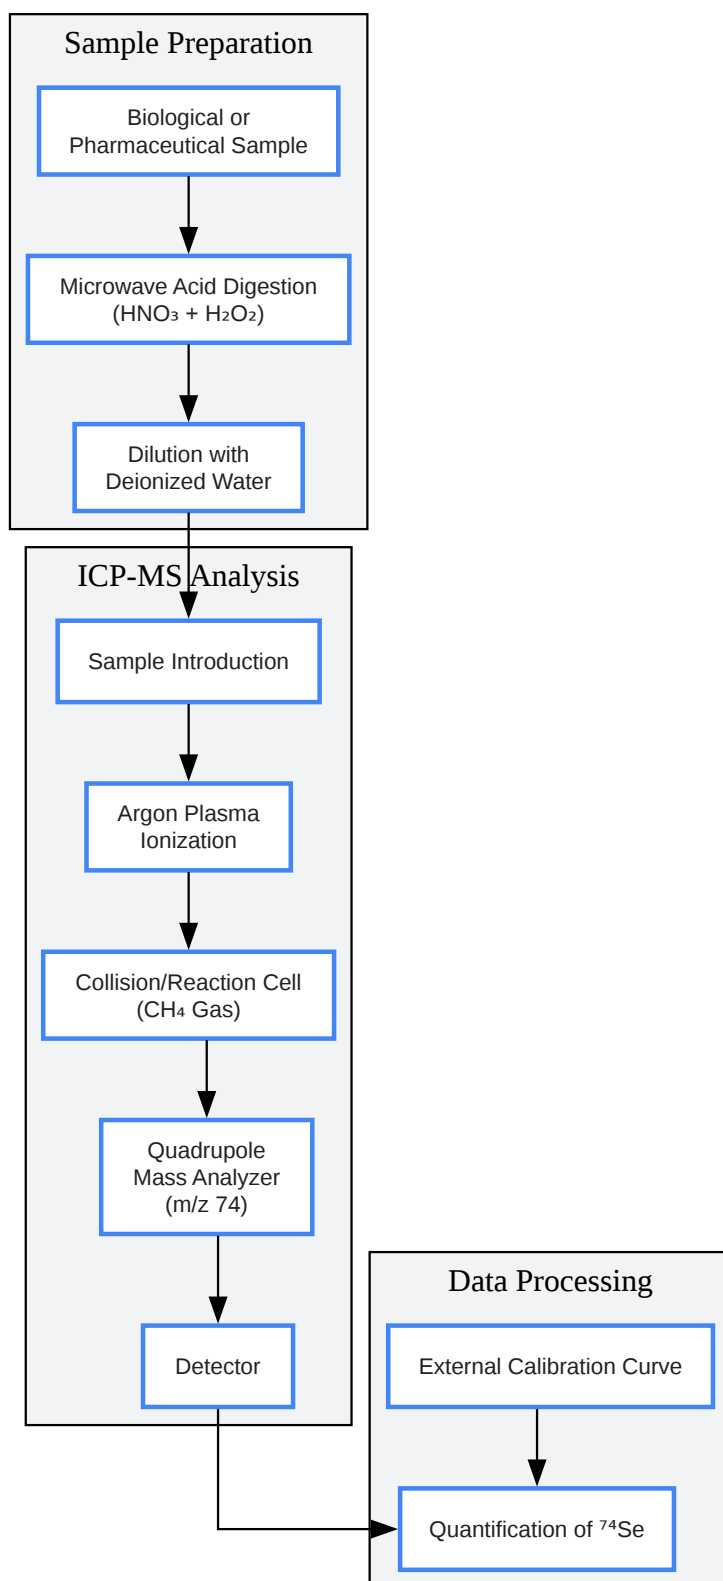 Sample Preparation
Biological or
Pharmaceutical Sample
Microwave Acid Digestion
(HNO₃ + H₂O₂)
Dilution with
Deionized Water
ICP-MS Analysis
Sample Introduction
Argon Plasma
Ionization
Collision/Reaction Cell
(CH₄ Gas)
Quadrupole
Mass Analyzer
(m/z 74)
Detector
Data Processing
External Calibration Curve
Quantification of ⁷⁴Se